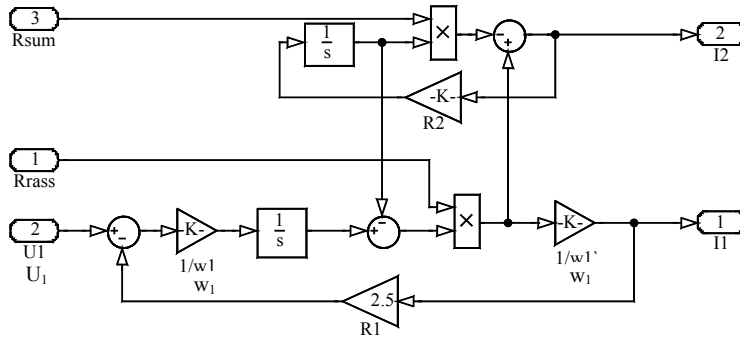 3
Rsum
1
s
×
2
I2
-K-
R2
1
Rrass
2
U1
U₁
-K-
1/w1
w₁
1
s
×
-K-
1/w1`
w₁
1
I1
2.5
R1